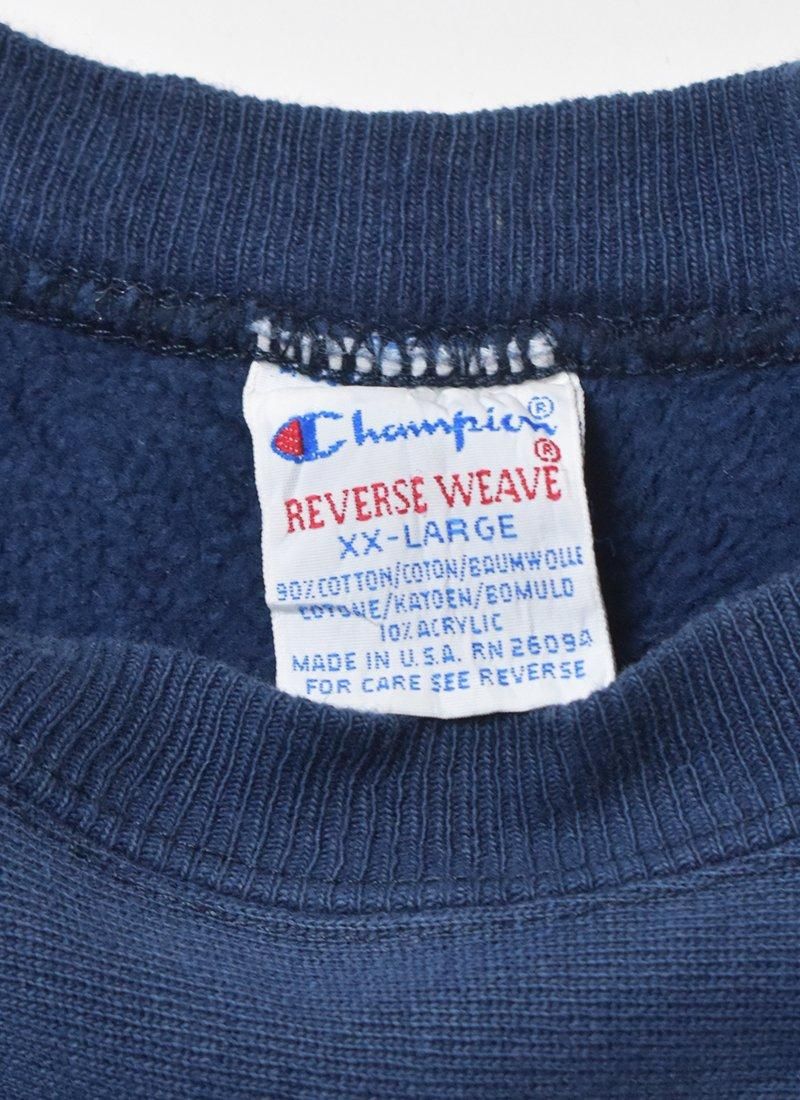 Champion®
REVERSE WEAVE®
XX-LARGE
90% COTTON/COTON/BAUMWOLLE
COTONE/KATOEN/BOMULD
10% ACRYLIC
MADE IN U.S.A. RN 26094
FOR CARE SEE REVERSE